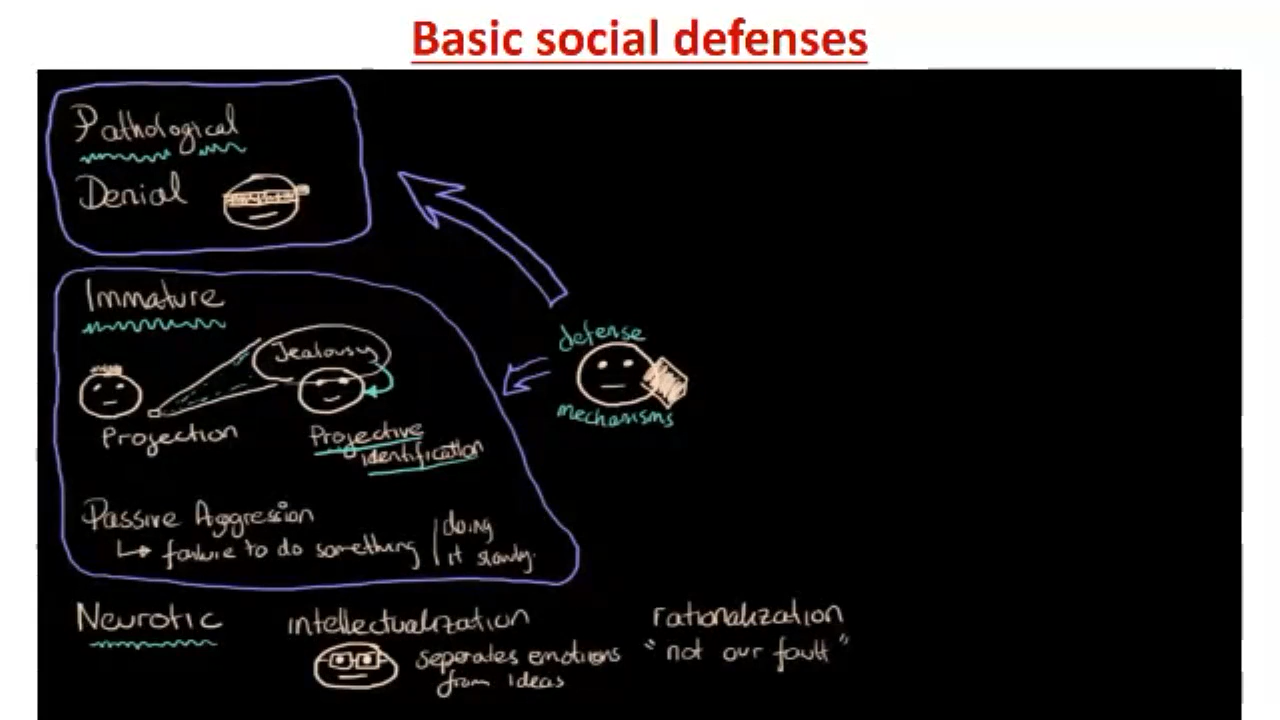 Basic social defenses
Pathological
Denial
Immature
Jealousy
Projection
Projective
identification
Passive Aggression
↳ failure to do something | doing
it slowly.
defense
mechanisms
Neurotic
intellectualization
seperates emotions
from ideas
rationalization
"not our fault"